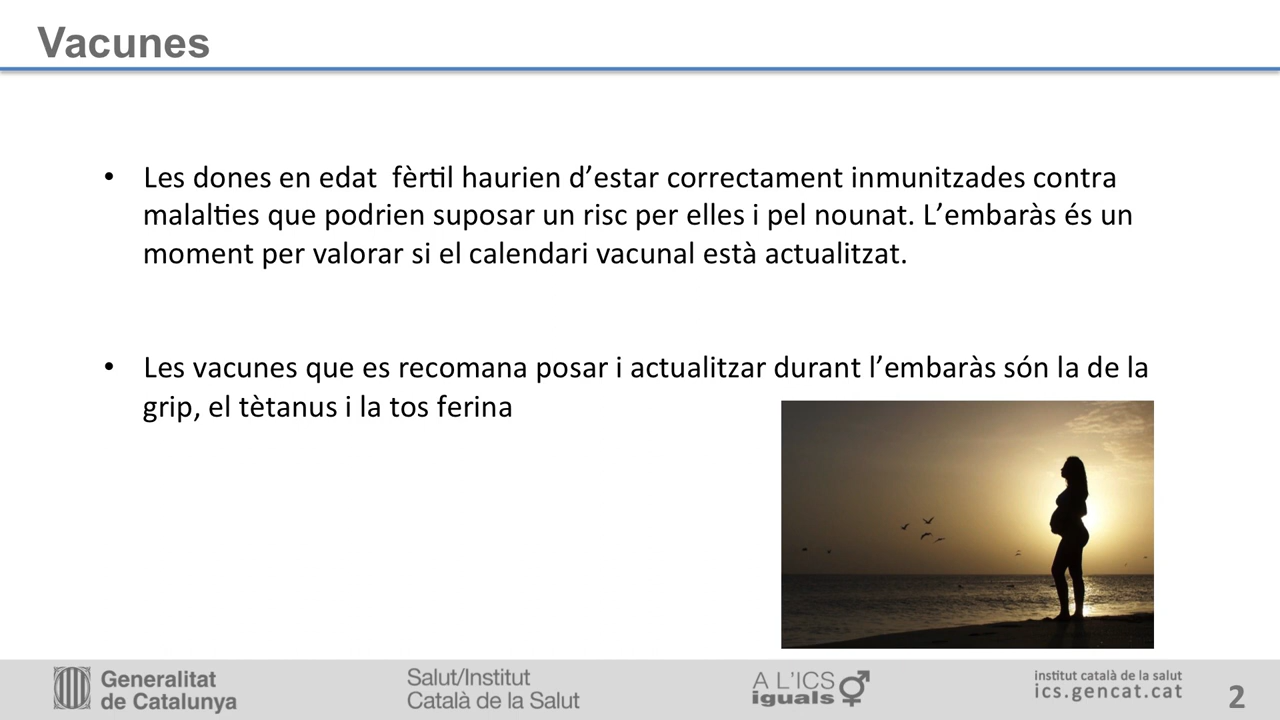 Vacunes
• Les dones en edat  fèrtil haurien d’estar correctament inmunitzades contra
malalties que podrien suposar un risc per elles i pel nounat. L’embaràs és un
moment per valorar si el calendari vacunal està actualitzat.
• Les vacunes que es recomana posar i actualitzar durant l’embaràs són la de la
grip, el tètanus i la tos ferina
Generalitat
de Catalunya
Salut/Institut
Català de la Salut
A L'ICS
iguals
institut català de la salut
ics.gencat.cat
2